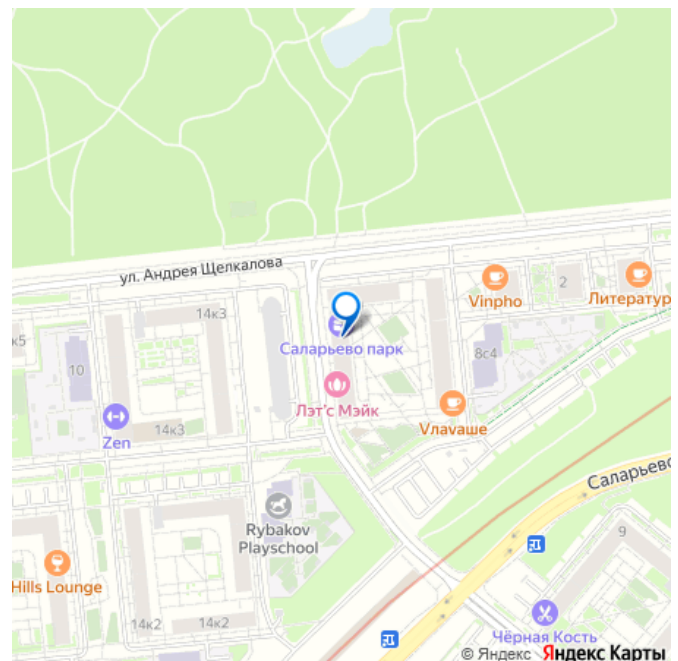 ул. Андрея Щелкалова
14к3
к5
10
Саларьево парк
Vinpho
2
Литератур
8с4
Лэт'с Мэйк
Vлаvаше
14к3
Zen
Саларьево
Rybakov
Playschool
9
Hills Lounge
14к2
14к2
Чёрная Кость
© Яндекс Яндекс Карты